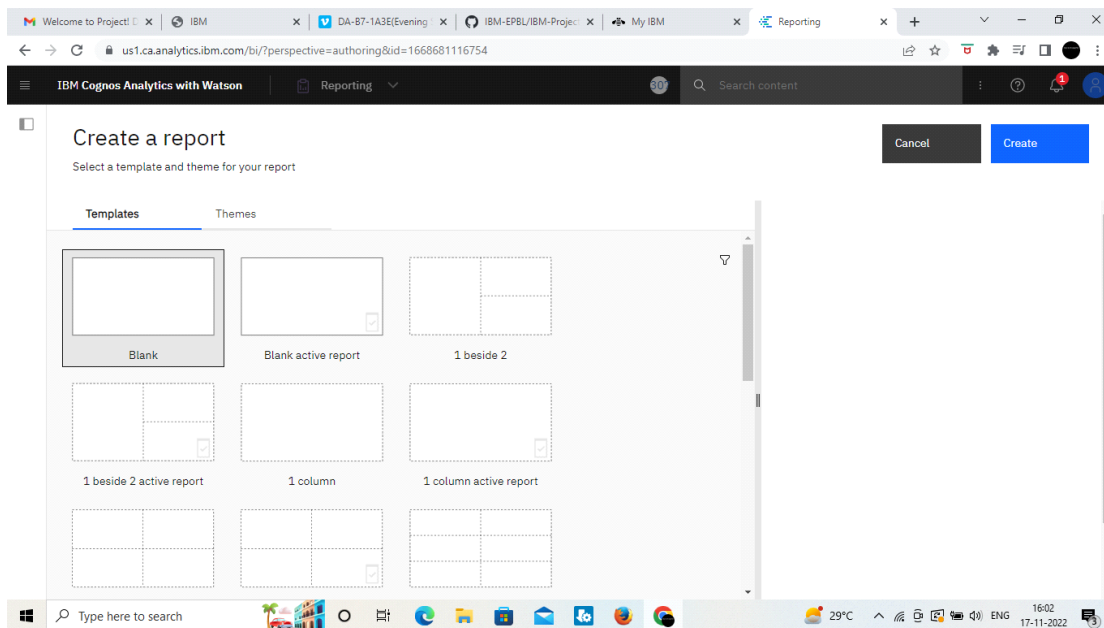 Welcome to Project! D
IBM
DA-B7-1A3E(Evening
IBM-EPBL/IBM-Projec
My IBM
Reporting
us1.ca.analytics.ibm.com/bi/?perspective=authoring&id=1668681116754
IBM Cognos Analytics with Watson
Reporting
Search content
1
Create a report
Cancel
Create
Select a template and theme for your report
Templates
Themes
Blank
Blank active report
1 beside 2
1 beside 2 active report
1 column
1 column active report
Type here to search
29°C
ENG
16:02
17-11-2022
3